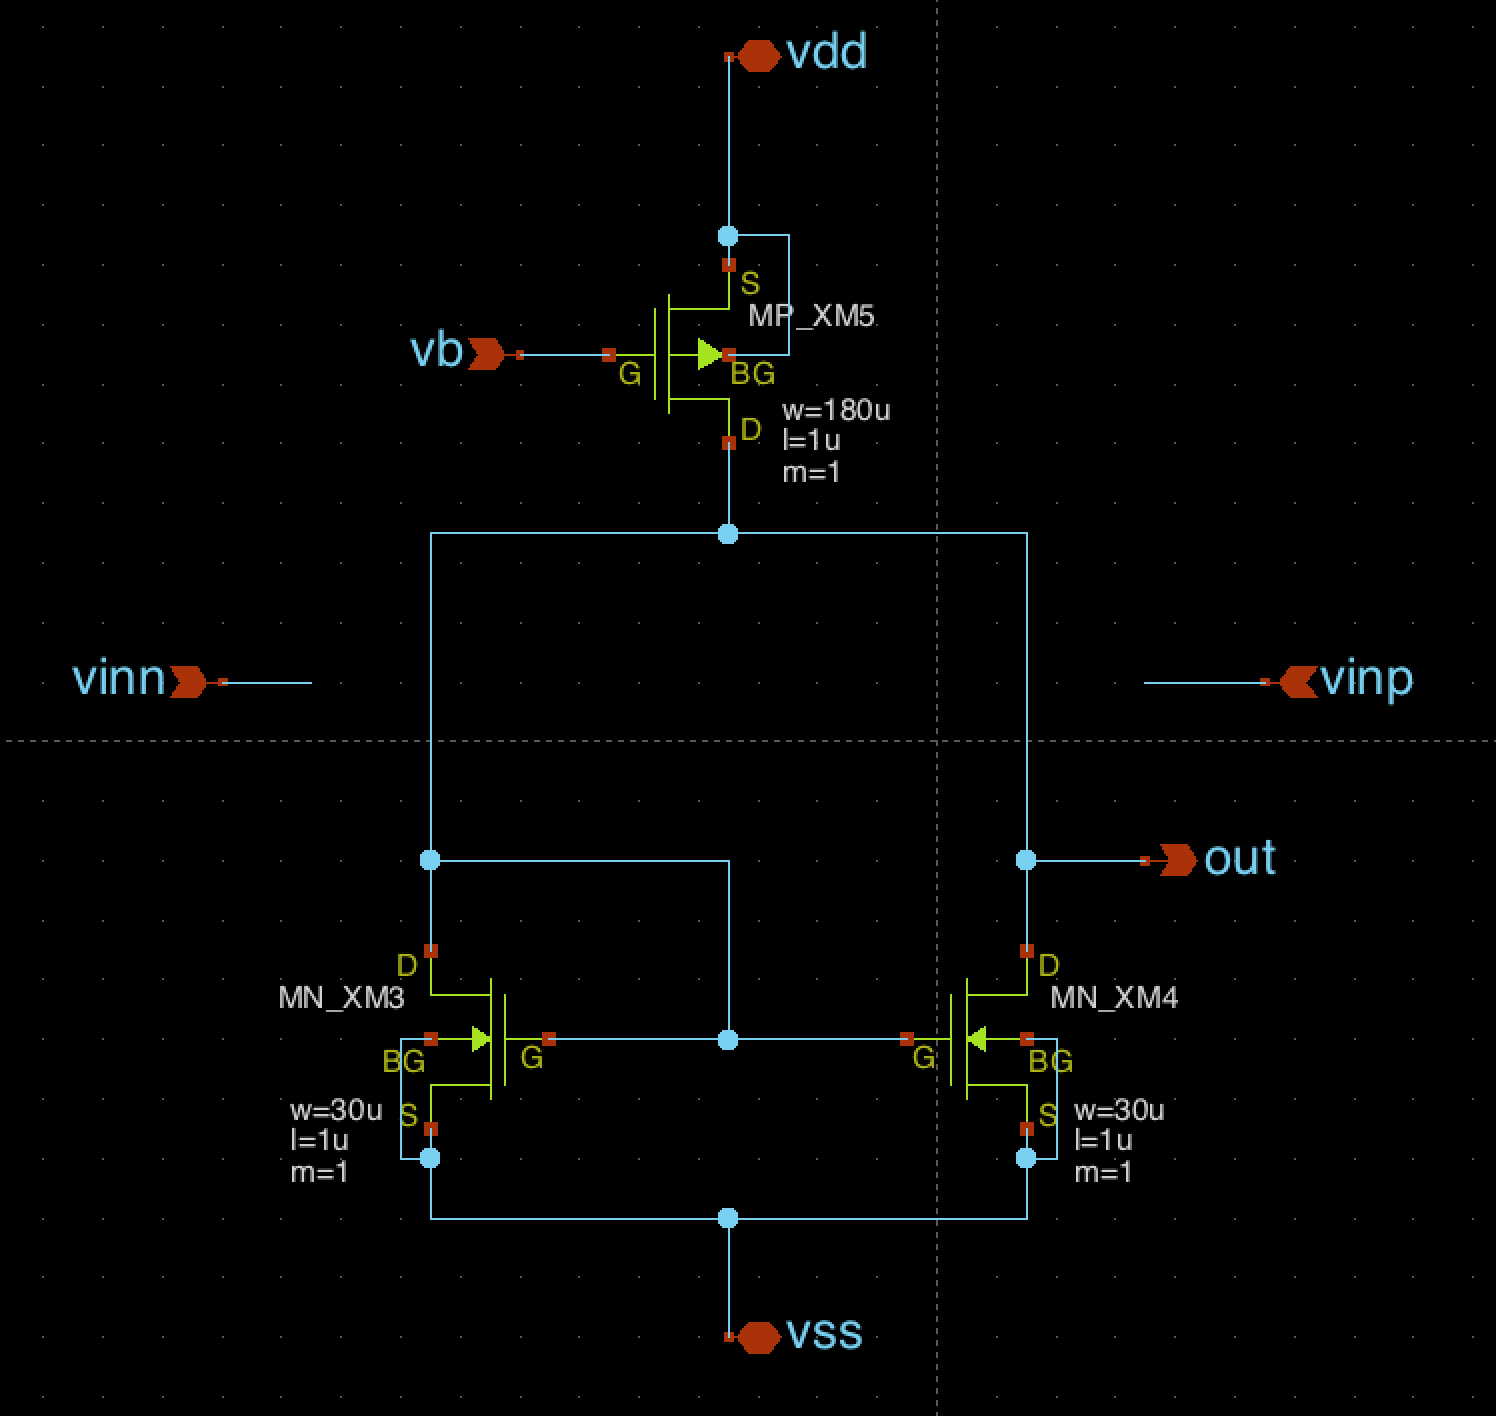 vdd
S
MP_XM5
vb
G
BG
w=180u
l=1u
m=1
D
vinn
vinp
out
D
D
MN_XM3
MN_XM4
BG
G
G
BG
S
S
w=30u
l=1u
m=1
w=30u
l=1u
m=1
vss